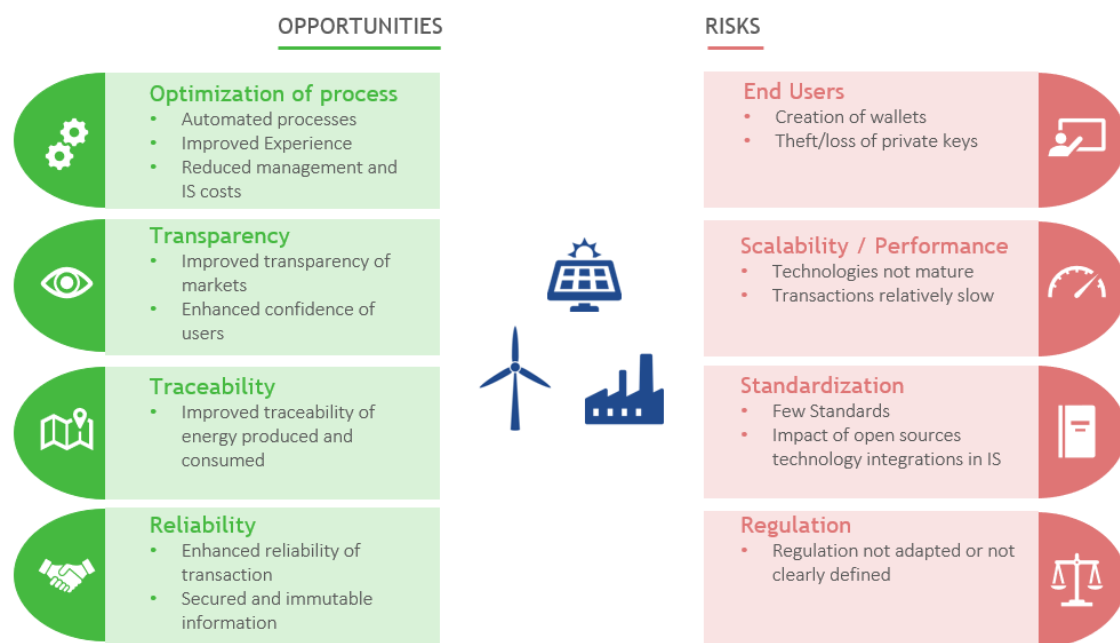 OPPORTUNITIES
Optimization of process
• Automated processes
• Improved Experience
• Reduced management and
IS costs
Transparency
• Improved transparency of
markets
• Enhanced confidence of
users
Traceability
• Improved traceability of
energy produced and
consumed
Reliability
• Enhanced reliability of
transaction
• Secured and immutable
information
RISKS
End Users
• Creation of wallets
• Theft/loss of private keys
Scalability / Performance
• Technologies not mature
• Transactions relatively slow
Standardization
• Few Standards
• Impact of open sources
technology integrations in IS
Regulation
• Regulation not adapted or not
clearly defined